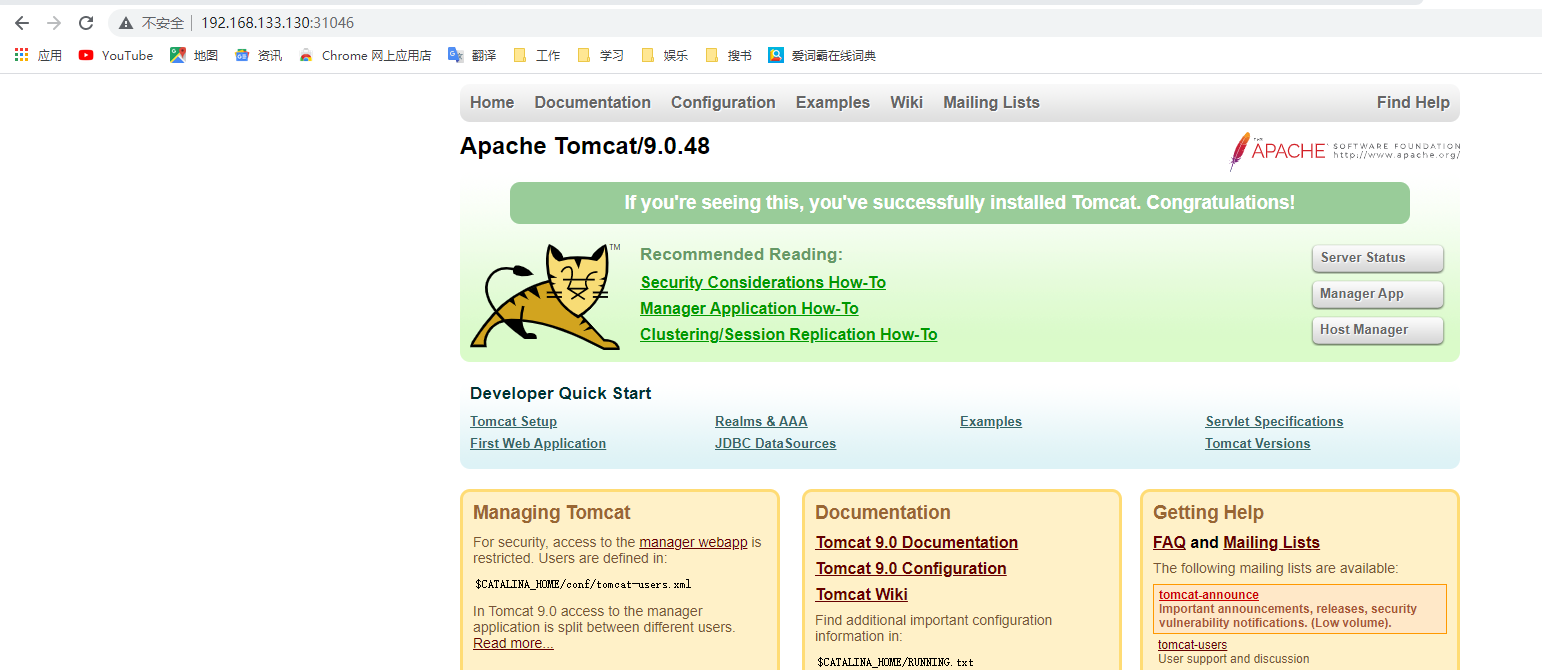 不安全 192.168.133.130:31046
应用 YouTube 地图 资讯 Chrome 网上应用店 翻译 工作 学习 娱乐 搜书 爱词霸在线词典
Home Documentation Configuration Examples Wiki Mailing Lists Find Help
Apache Tomcat/9.0.48
THE APACHE SOFTWARE FOUNDATION
http://www.apache.org/
If you're seeing this, you've successfully installed Tomcat. Congratulations!
TM
Recommended Reading:
Security Considerations How-To
Manager Application How-To
Clustering/Session Replication How-To
Server Status
Manager App
Host Manager
Developer Quick Start
Tomcat Setup Realms & AAA Examples Servlet Specifications
First Web Application JDBC DataSources Tomcat Versions
Managing Tomcat
For security, access to the manager webapp is
restricted. Users are defined in:
$CATALINA_HOME/conf/tomcat-users.xml
In Tomcat 9.0 access to the manager
application is split between different users.
Read more...
Documentation
Tomcat 9.0 Documentation
Tomcat 9.0 Configuration
Tomcat Wiki
Find additional important configuration
information in:
$CATALINA_HOME/RUNNING.txt
Getting Help
FAQ and Mailing Lists
The following mailing lists are available:
tomcat-announce
Important announcements, releases, security
vulnerability notifications. (Low volume).
tomcat-users
User support and discussion